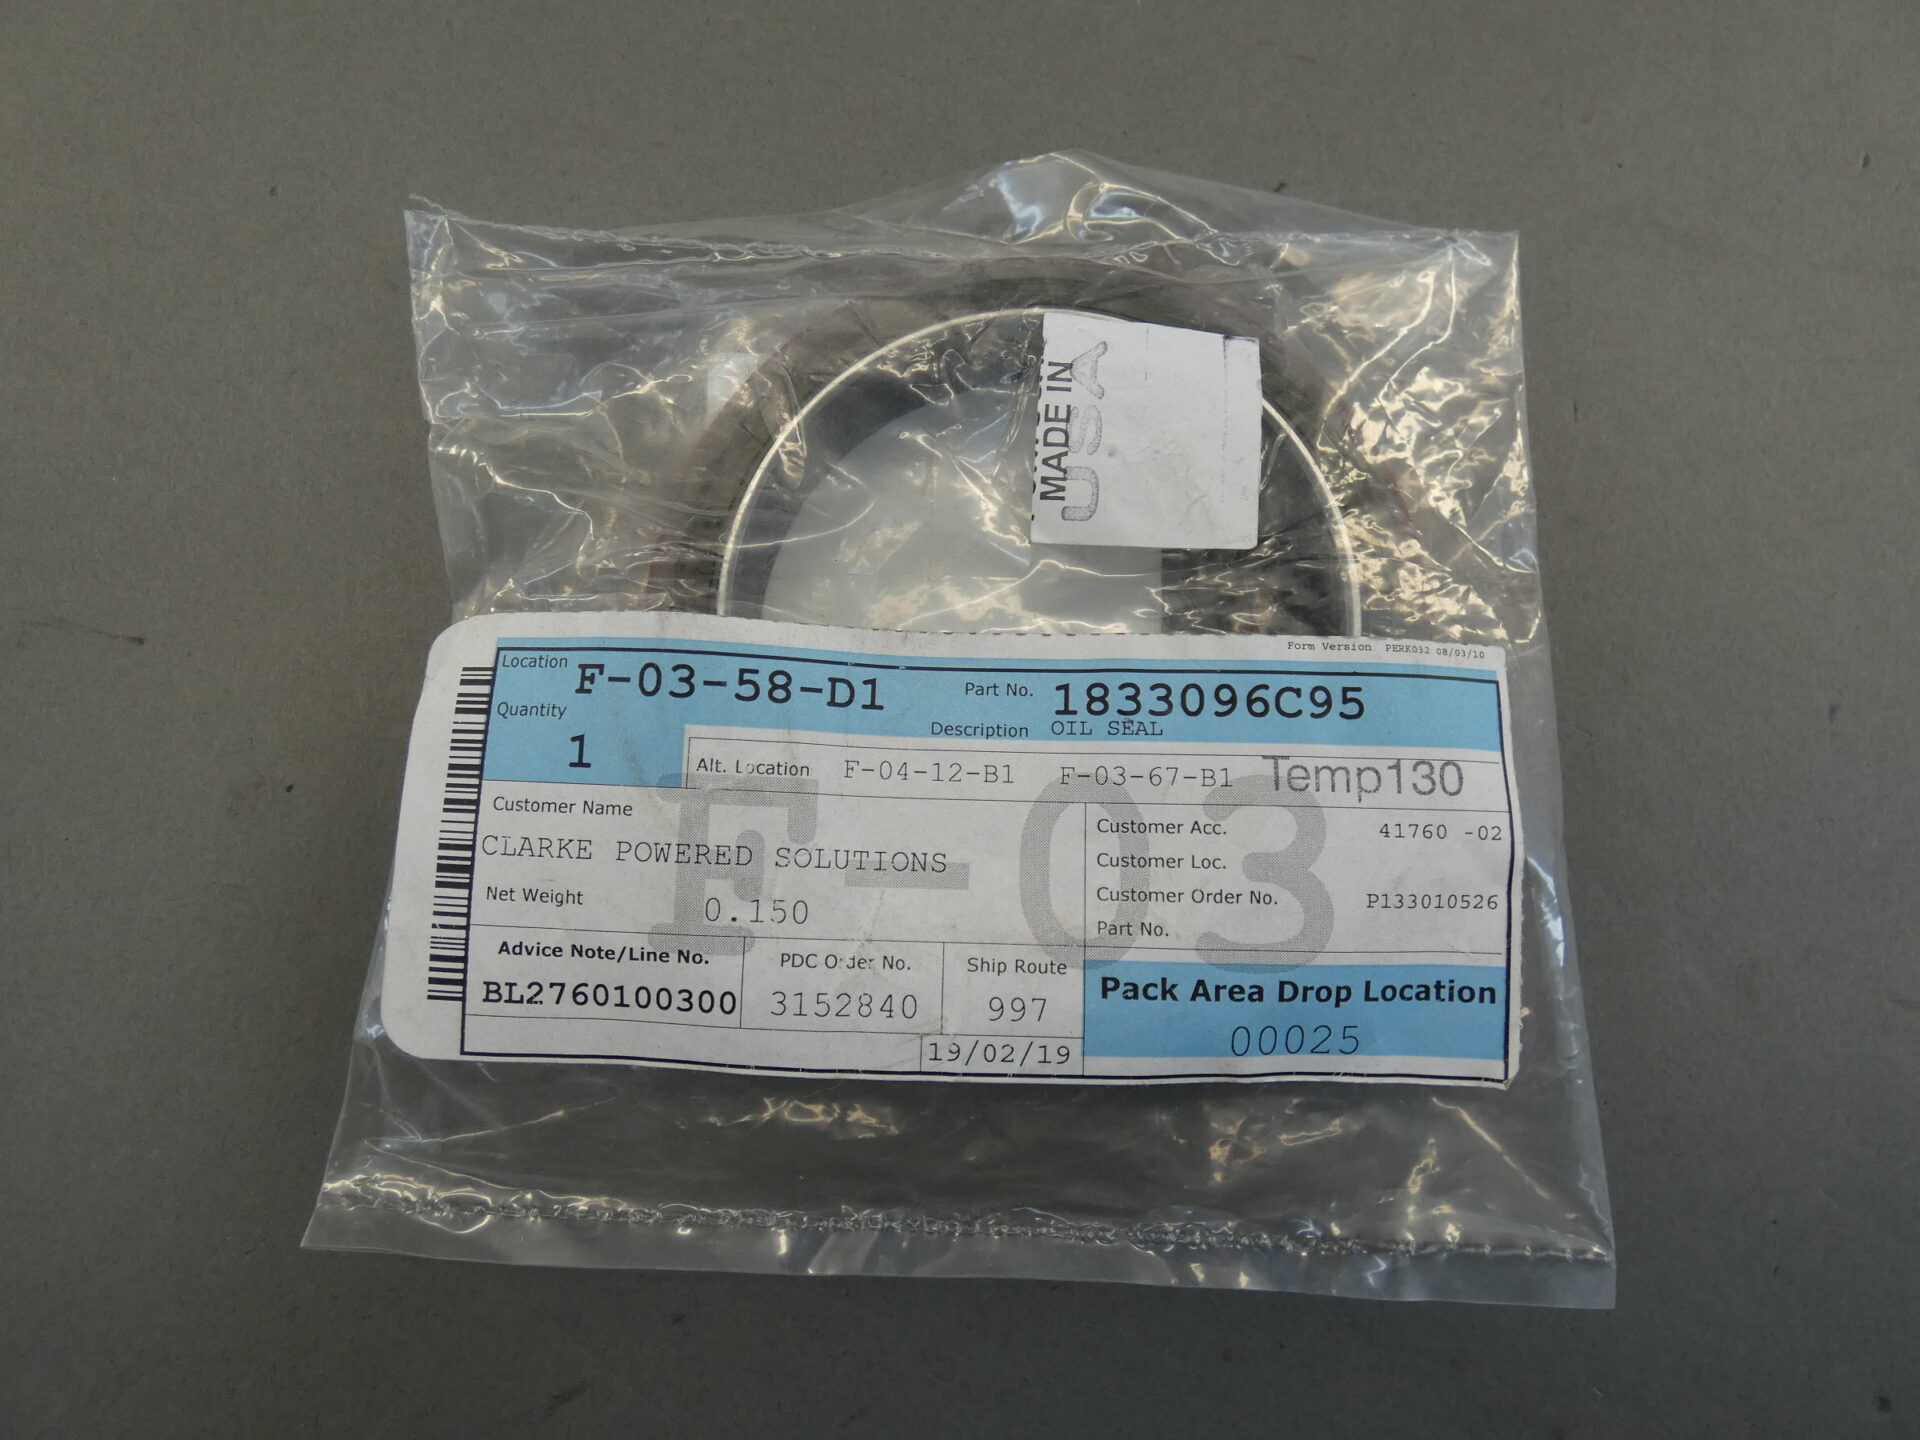 MADE IN
USA
Form Version PERK032 08/03/10
Location F-03-58-D1 Part No. 1833096C95
Quantity 1 Description OIL SEAL
Alt. Location F-04-12-B1 F-03-67-B1 Temp130
F-03
Customer Name
CLARKE POWERED SOLUTIONS
Net Weight 0.150
Customer Acc. 41760 -02
Customer Loc.
Customer Order No. P133010526
Part No.
Advice Note/Line No. PDC Order No. Ship Route
BL2760100300 3152840 997
19/02/19
Pack Area Drop Location
00025